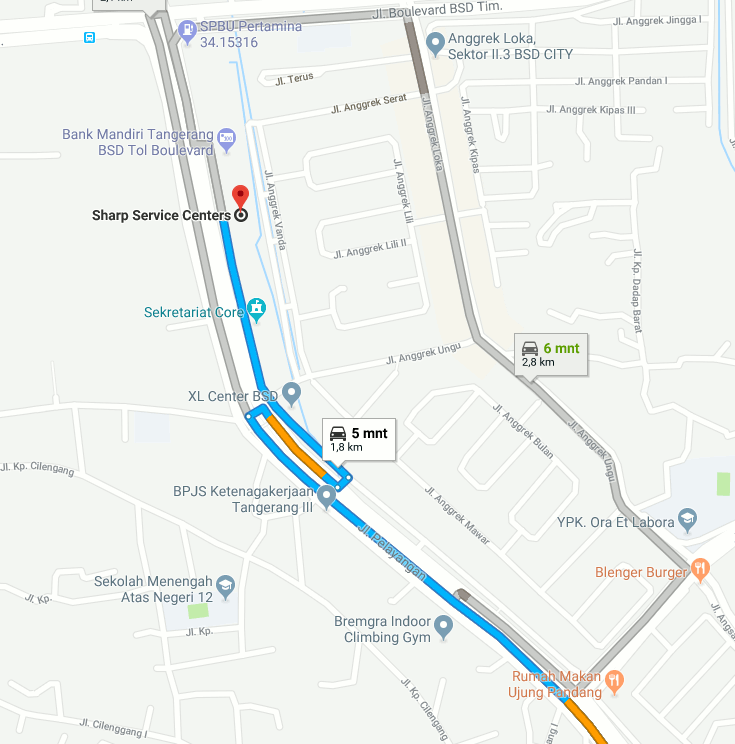 Jl. Boulevard BSD Tim.
SPBU Pertamina
34.15316
Anggrek Loka,
Sektor II.3 BSD CITY
Jl. Anggrek Jingga I
Jl. Terus
Jl. Anggrek Pandan I
Jl. Anggrek Serat
Jl. Anggrek Kipas III
Jl. Anggrek Loka
Jl. Anggrek Kipas
Bank Mandiri Tangerang
BSD Tol Boulevard
Sharp Service Centers
Jl. Anggrek Vanda
Jl. Anggrek Lili
Jl. Anggrek Lili II
Jl. Kp. Dadap Barat
Sekretariat Core
Jl. Anggrek Ungu
6 mnt
2,8 km
XL Center BSD
5 mnt
1,8 km
Jl. Anggrek Bulan
Jl. Anggrek Ungu
Jl. Kp. Cilengang
BPJS Ketenagakerjaan
Tangerang III
Jl. Anggrek Mawar
Jl. Pelayangan
YPK. Ora Et Labora
Blenger Burger
Sekolah Menengah
Atas Negeri 12
Jl. Kp.
Jl. Kp.
Bremgra Indoor
Climbing Gym
Rumah Makan
Ujung Pandang
Jl. Kp. Cilengang
Jl. Cilenggang I